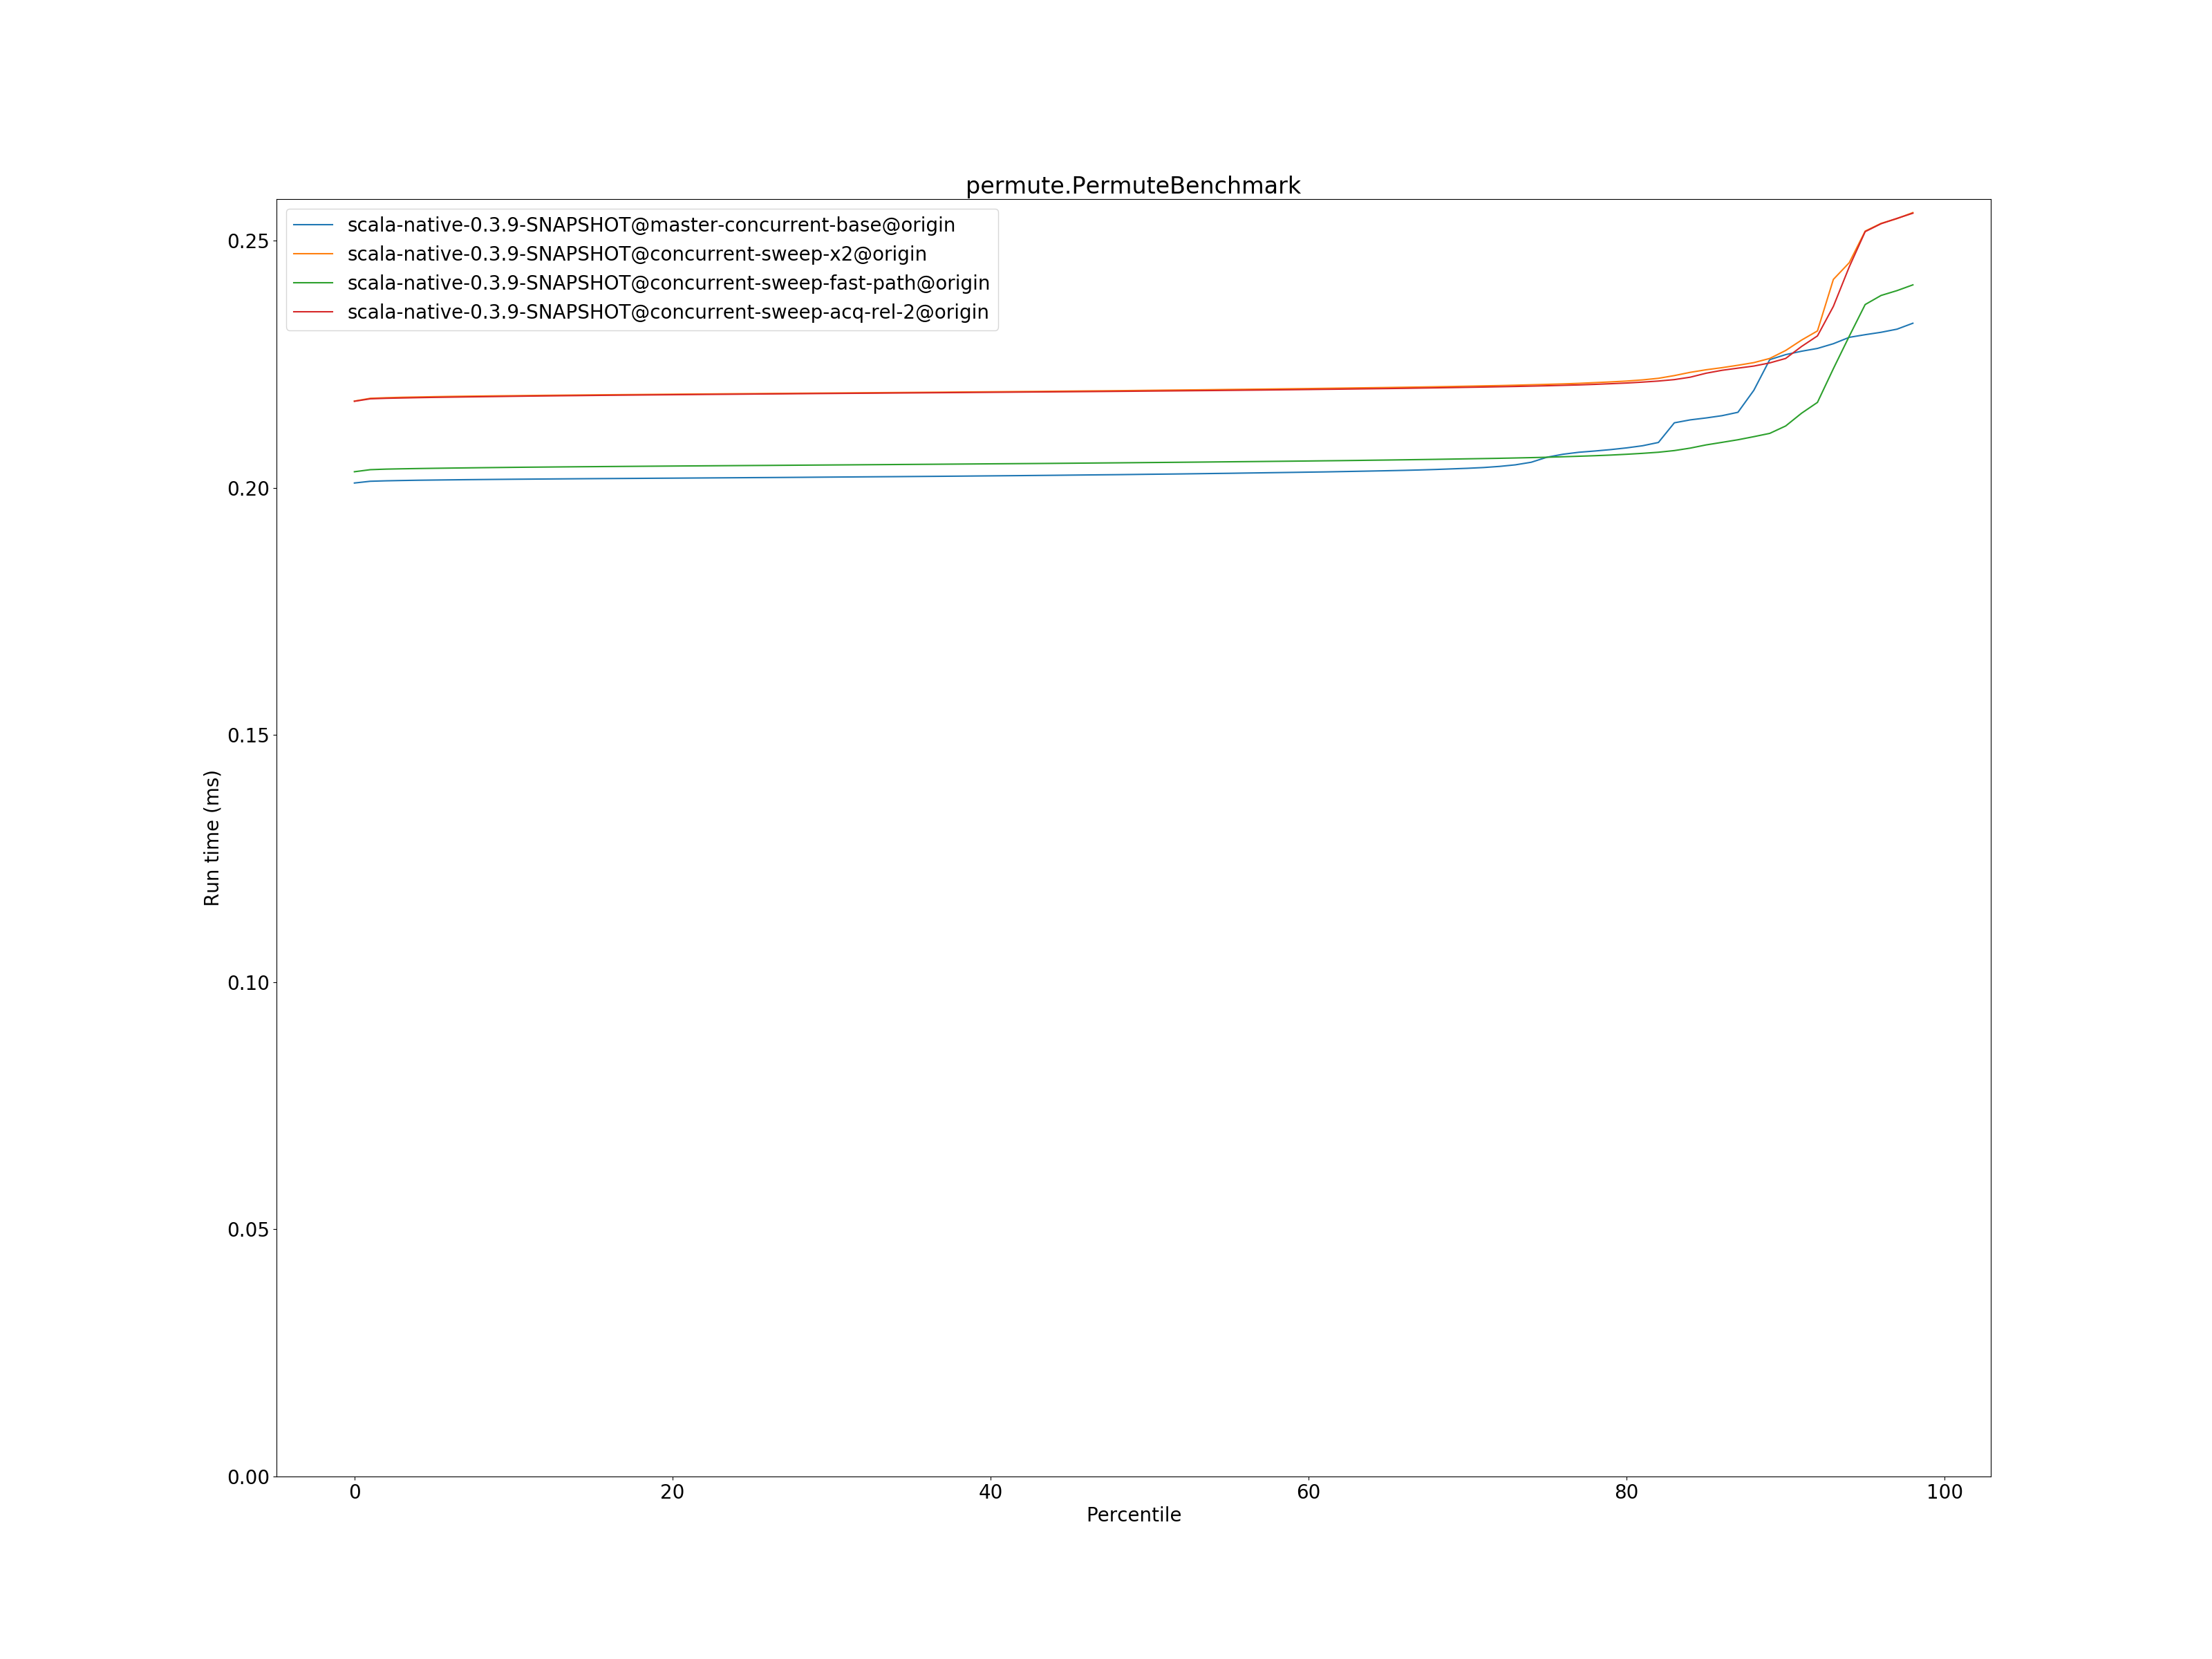 permute.PermuteBenchmark
scala-native-0.3.9-SNAPSHOT@master-concurrent-base@origin
scala-native-0.3.9-SNAPSHOT@concurrent-sweep-x2@origin
scala-native-0.3.9-SNAPSHOT@concurrent-sweep-fast-path@origin
scala-native-0.3.9-SNAPSHOT@concurrent-sweep-acq-rel-2@origin
0.25
0.20
0.15
0.10
0.05
0.00
Run time (ms)
0 20 40 60 80 100
Percentile